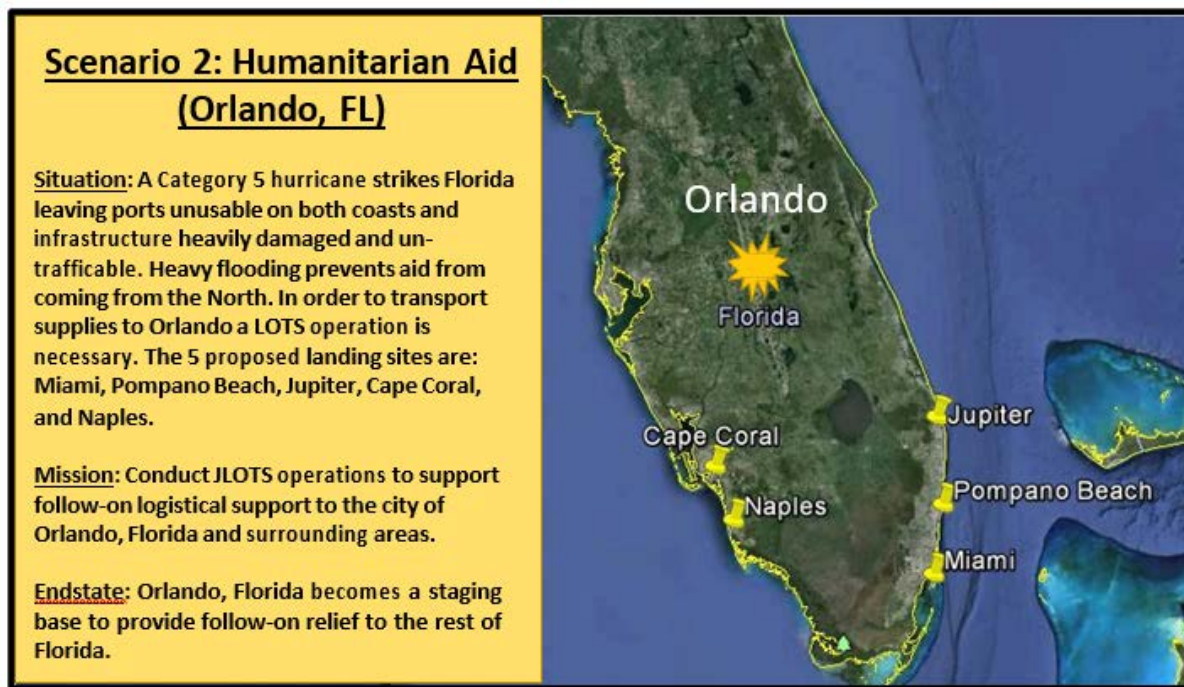 Scenario 2: Humanitarian Aid
(Orlando, FL)
Situation: A Category 5 hurricane strikes Florida
leaving ports unusable on both coasts and
infrastructure heavily damaged and un-
trafficable. Heavy flooding prevents aid from
coming from the North. In order to transport
supplies to Orlando a LOTS operation is
necessary. The 5 proposed landing sites are:
Miami, Pompano Beach, Jupiter, Cape Coral,
and Naples.
Mission: Conduct JLOTS operations to support
follow-on logistical support to the city of
Orlando, Florida and surrounding areas.
Endstate: Orlando, Florida becomes a staging
base to provide follow-on relief to the rest of
Florida.
Orlando
Florida
Jupiter
Cape Coral
Pompano Beach
Naples
Miami